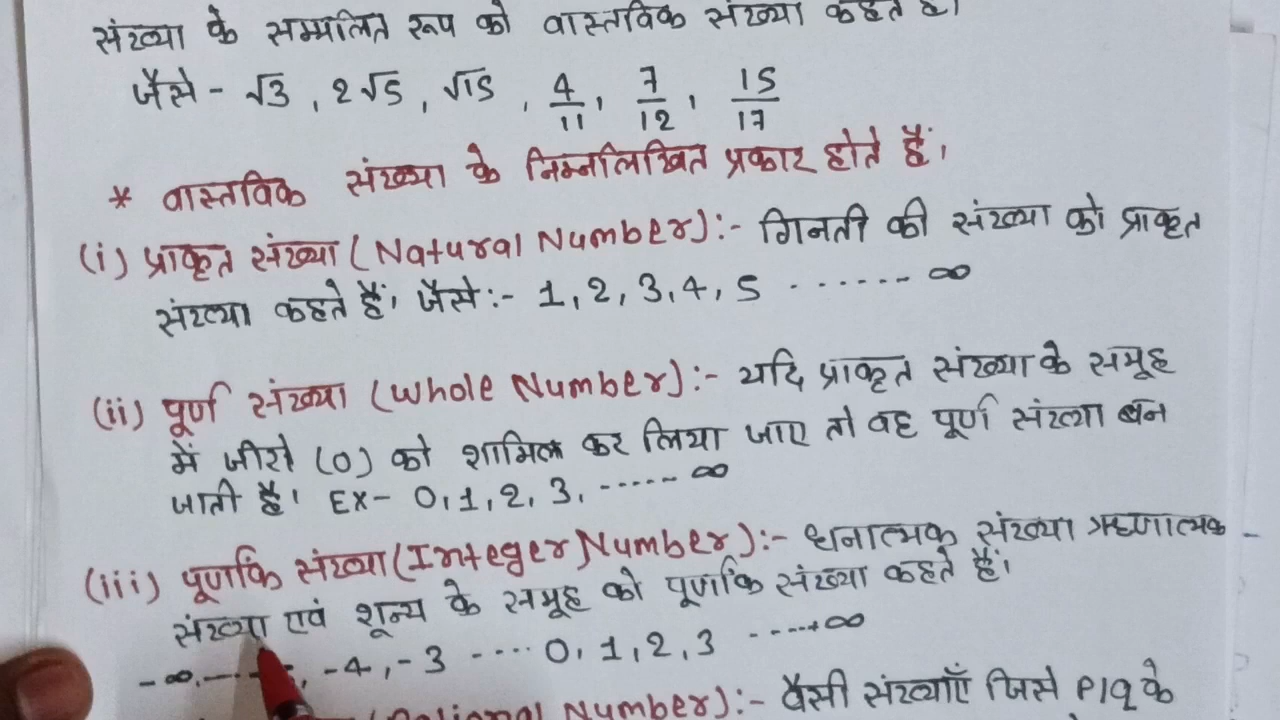 संख्या के सम्मलित रूप को वास्तविक संख्या कहते है।
जैसे - √3 , 2√5 , √15 , 4/11 , 7/12 , 15/17
* वास्तविक संख्या के निम्नलिखित प्रकार होते हैं।
(i) प्राकृत संख्या (Natural Number) :- गिनती की संख्या को प्राकृत
संख्या कहते हैं। जैसे :- 1, 2, 3, 4, 5 ....... ∞
(ii) पूर्ण संख्या (Whole Number) :- यदि प्राकृत संख्या के समूह
में जीरो (0) को शामिल कर लिया जाए तो वह पूर्ण संख्या बन
जाती है। Ex- 0, 1, 2, 3, ...... ∞
(iii) पूर्णांक संख्या (Integer Number) :- धनात्मक संख्या ऋणात्मक
संख्या एवं शून्य के समूह को पूर्णांक संख्या कहते हैं।
-∞, -4, -3 .... 0, 1, 2, 3 .....+∞
(Rational Number) :- वैसी संख्याएँ जिसे P/q के